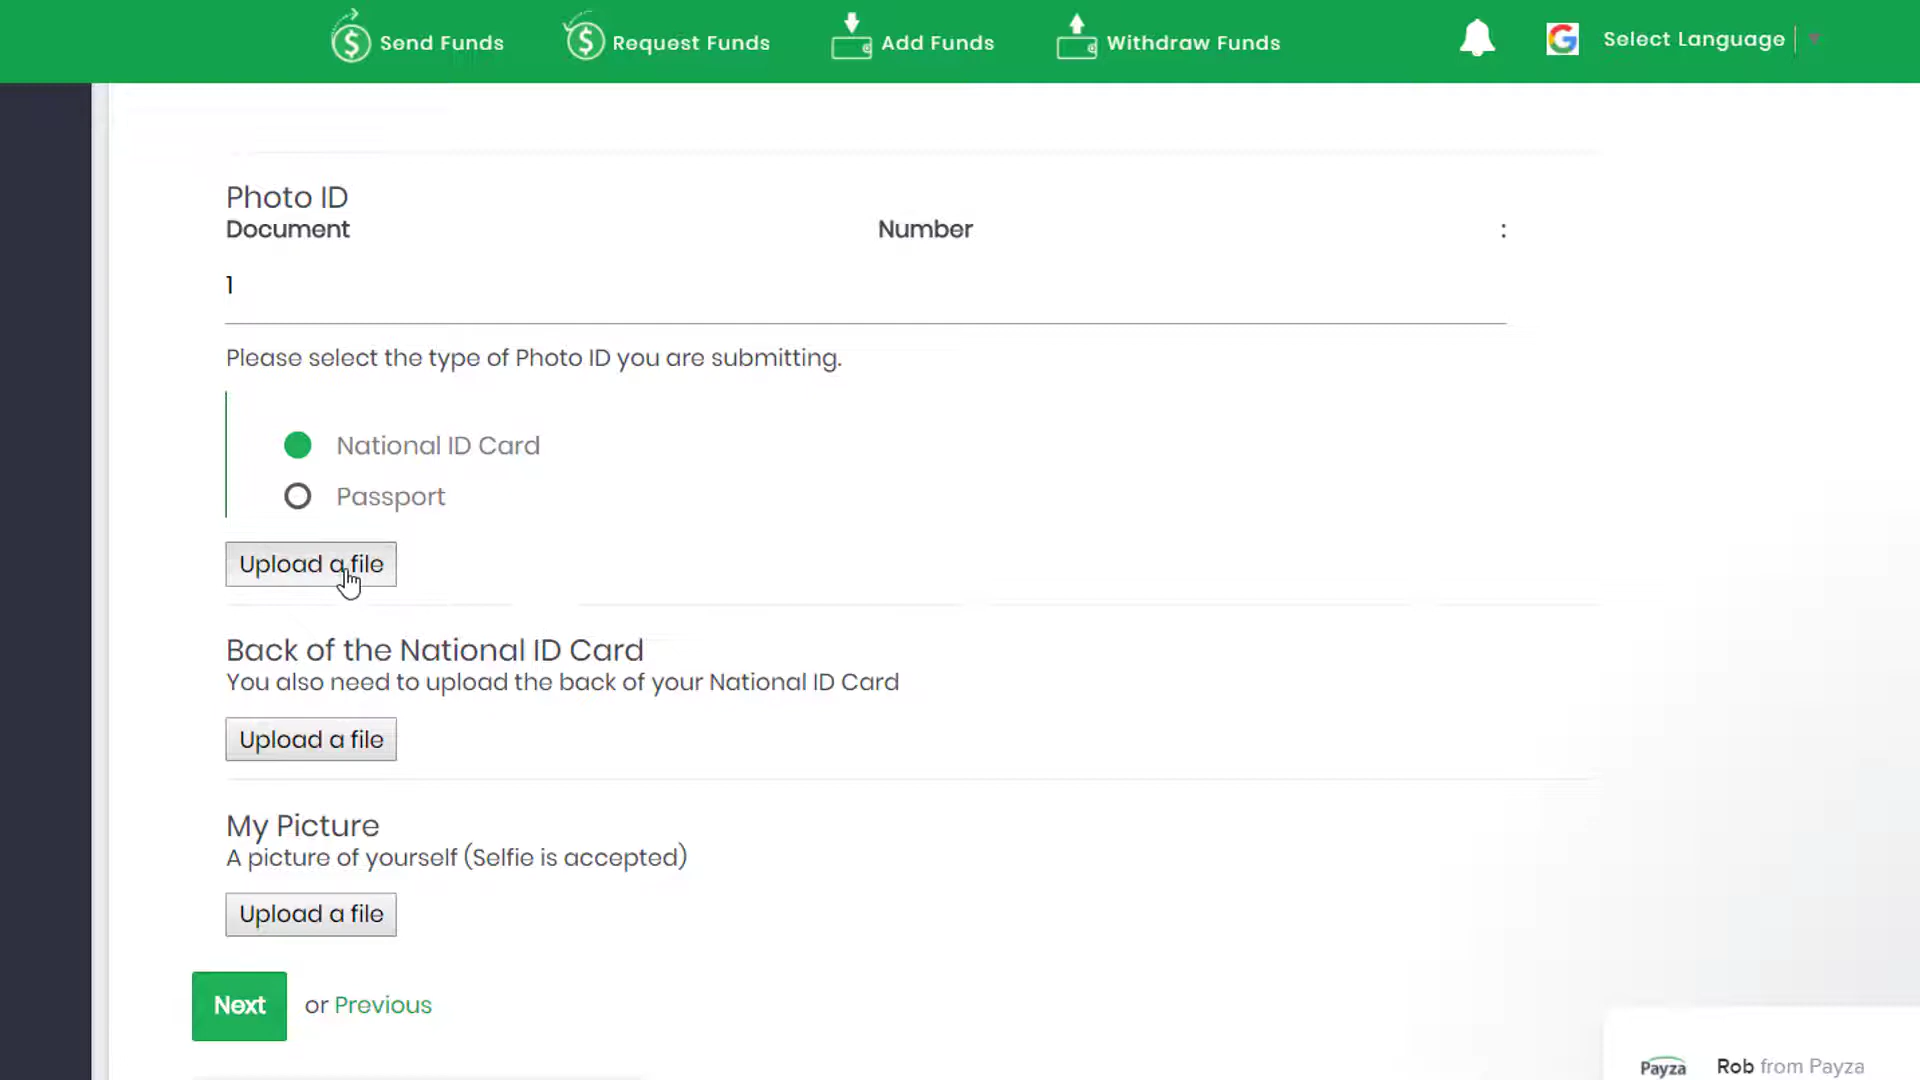 Send Funds Request Funds Add Funds Withdraw Funds Select Language
Photo ID
Document Number :
1
Please select the type of Photo ID you are submitting.
National ID Card
Passport
Upload a file
Back of the National ID Card
You also need to upload the back of your National ID Card
Upload a file
My Picture
A picture of yourself (Selfie is accepted)
Upload a file
Next or Previous
Payza Rob from Payza